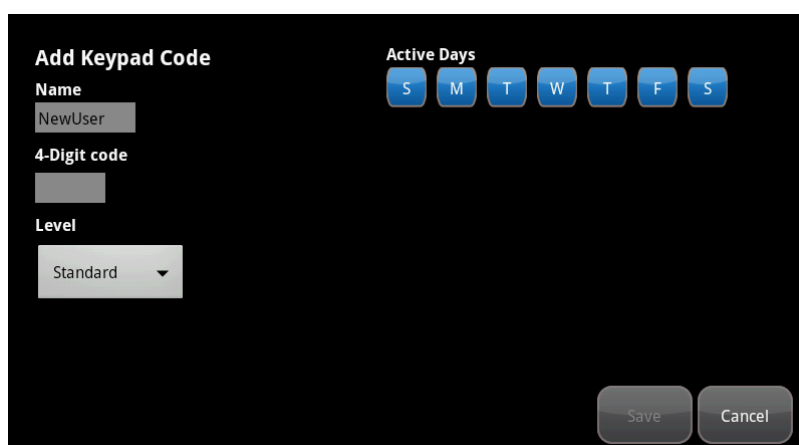 Add Keypad Code
Name
NewUser
4-Digit code
Level
Standard
Active Days
S M T W T F S
Save Cancel